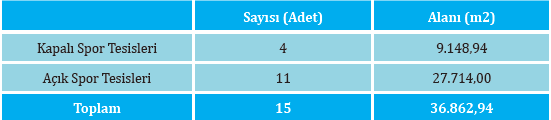 Sayısı (Adet) Alanı (m2)
Kapalı Spor Tesisleri 4 9.148,94
Açık Spor Tesisleri 11 27.714,00
Toplam 15 36.862,94